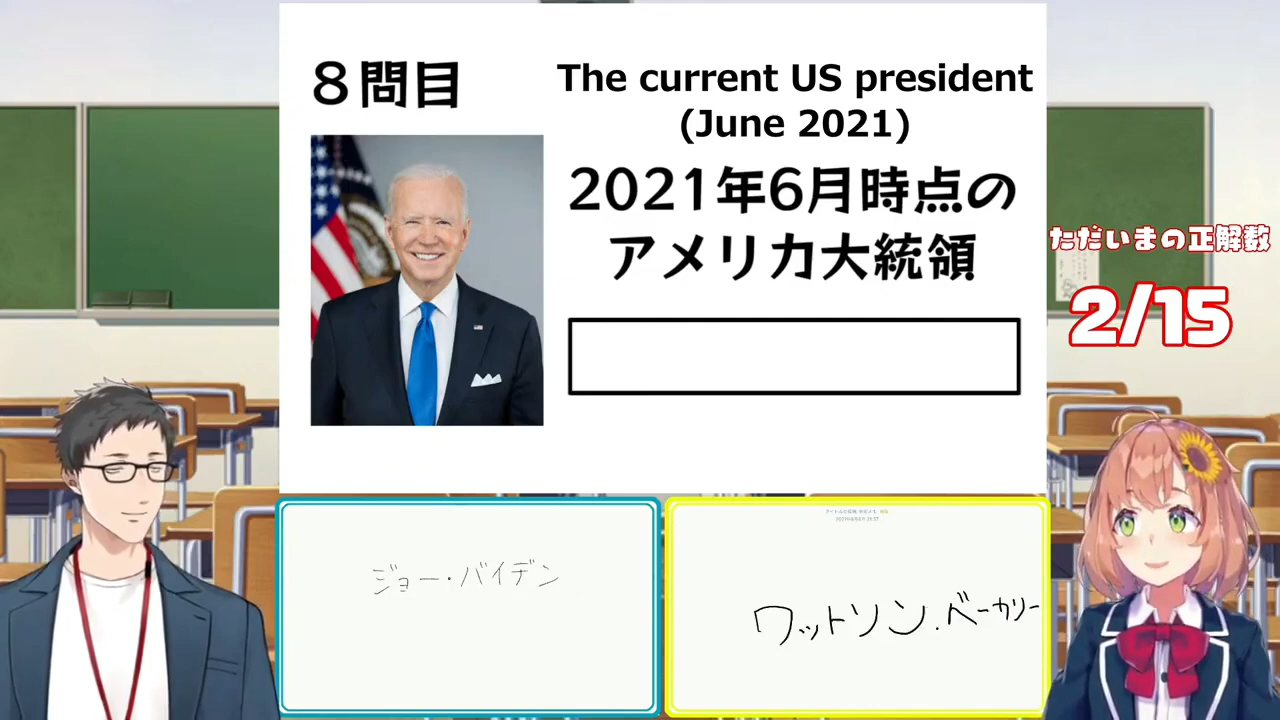 8問目
The current US president
(June 2021)
2021年6月時点の
アメリカ大統領
ただいまの正解数
2/15
ジョー・バイデン
ワットソン.ベーカリー